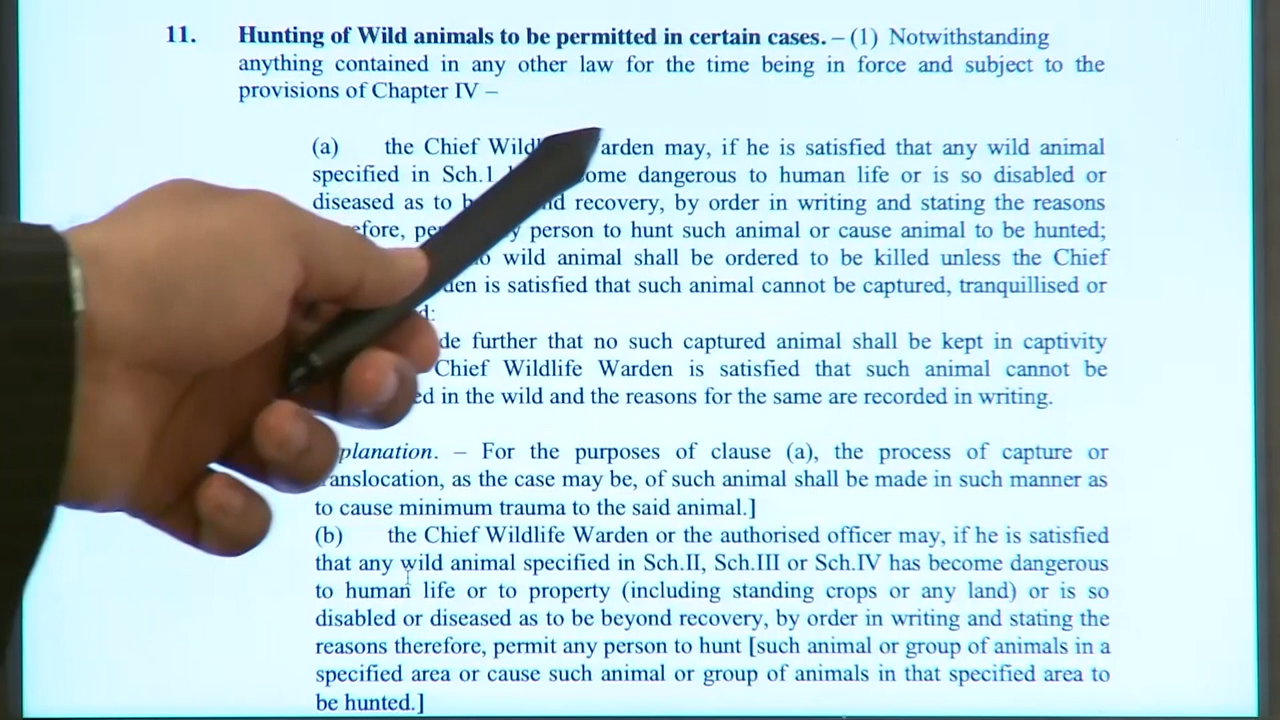 11. Hunting of Wild animals to be permitted in certain cases. – (1) Notwithstanding
anything contained in any other law for the time being in force and subject to the
provisions of Chapter IV –
(a) the Chief may, if he is satisfied that any wild animal
specified in Sch.1 dangerous to human life or is so disabled or
diseased as to recovery, by order in writing and stating the reasons
person to hunt such animal or cause animal to be hunted;
wild animal shall be ordered to be killed unless the Chief
is satisfied that such animal cannot be captured, tranquillised or
further that no such captured animal shall be kept in captivity
Chief Wildlife Warden is satisfied that such animal cannot be
in the wild and the reasons for the same are recorded in writing.
– For the purposes of clause (a), the process of capture or
as the case may be, of such animal shall be made in such manner as
to cause minimum trauma to the said animal.]
(b) the Chief Wildlife Warden or the authorised officer may, if he is satisfied
that any wild animal specified in Sch.II, Sch.III or Sch.IV has become dangerous
to human life or to property (including standing crops or any land) or is so
disabled or diseased as to be beyond recovery, by order in writing and stating the
reasons therefore, permit any person to hunt [such animal or group of animals in a
specified area or cause such animal or group of animals in that specified area to
be hunted.]